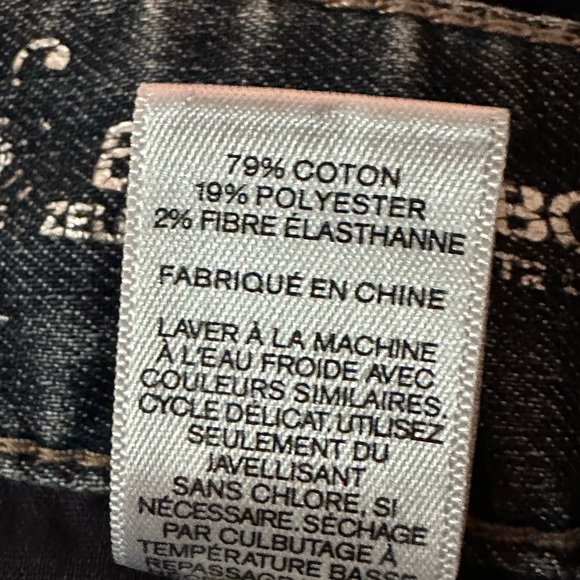 79% COTON
19% POLYESTER
2% FIBRE ÉLASTHANNE
FABRIQUÉ EN CHINE
LAVER À LA MACHINE
À L'EAU FROIDE AVEC
COULEURS SIMILAIRES.
CYCLE DÉLICAT. UTILISEZ
SEULEMENT DU
JAVELLISANT
SANS CHLORE, SI
NÉCESSAIRE. SÉCHAGE
PAR CULBUTAGE À
TEMPÉRATURE BASSE
REPASSAGE